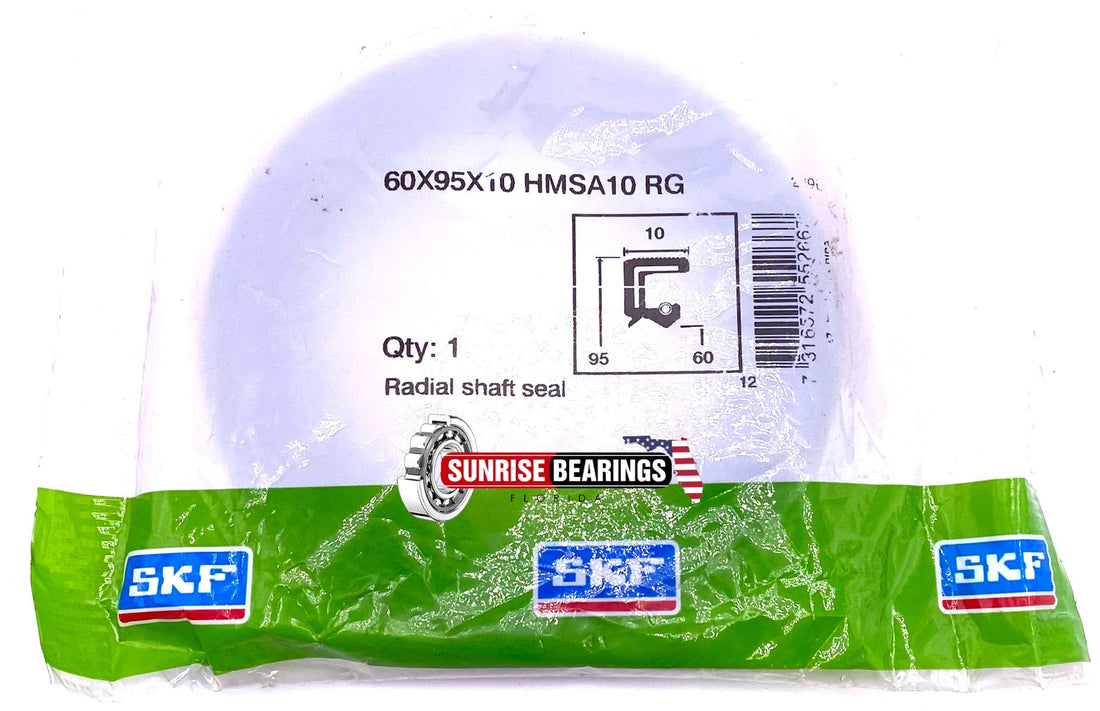 60X95X10 HMSA10 RG
10
95
60
12
Qty: 1
Radial shaft seal
SUNRISE BEARINGS
FLORIDA
SKF
SKF
SKF